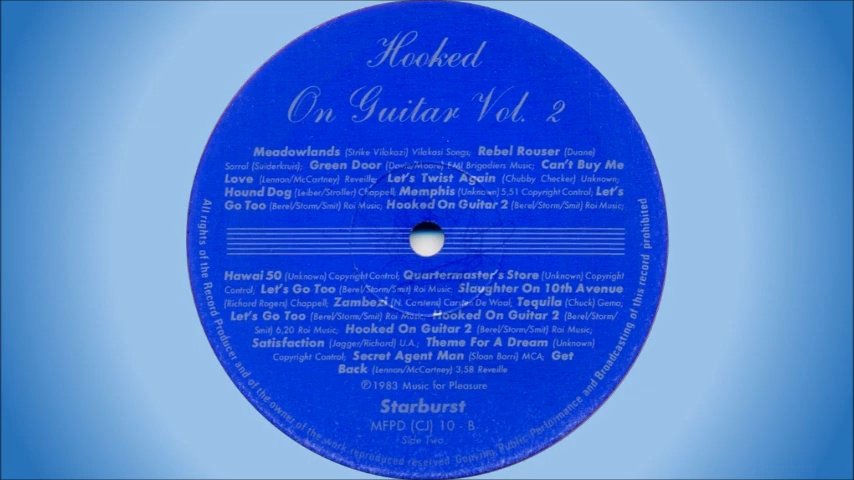 Hooked
On Guitar Vol. 2
Meadowlands (Strike Vilakazi) Vilakasi Songs; Rebel Rouser (Duane)
Sarrol (Suiderkruis); Green Door (Davis/Moore) EMI Brigadiers Music; Can't Buy Me
Love (Lennon/McCartney) Reveille; Let's Twist Again (Chubby Checker) Unknown;
Hound Dog (Leiber/Stroller) Chappell; Memphis (Unknown) 5,51 Copyright Control; Let's
Go Too (Berel/Storm/Smit) Roi Music; Hooked On Guitar 2 (Berel/Storm/Smit) Roi Music;
Hawai 50 (Unknown) Copyright Control; Quartermaster's Store (Unknown) Copyright
Control; Let's Go Too (Berel/Storm/Smit) Roi Music; Slaughter On 10th Avenue
(Richard Rogers) Chappell; Zambezi (N. Carstens) Carsten De Waal; Tequila (Chuck) Gema;
Let's Go Too (Berel/Storm/Smit) Roi Music; Hooked On Guitar 2 (Berel/Storm/
Smit) 6,20 Roi Music; Hooked On Guitar 2 (Berel/Storm/Smit) Roi Music;
Satisfaction (Jagger/Richard) U.A.; Theme For A Dream (Unknown)
Copyright Control; Secret Agent Man (Sloan Barri) MCA; Get
Back (Lennon/McCartney) 3.58 Reveille
℗1983 Music for Pleasure
Starburst
MFPD (CJ) 10 - B
Side Two
All rights of the Record Producer and of the owner of the work reproduced reserved Copying Public Performance and Broadcasting of this record prohibited